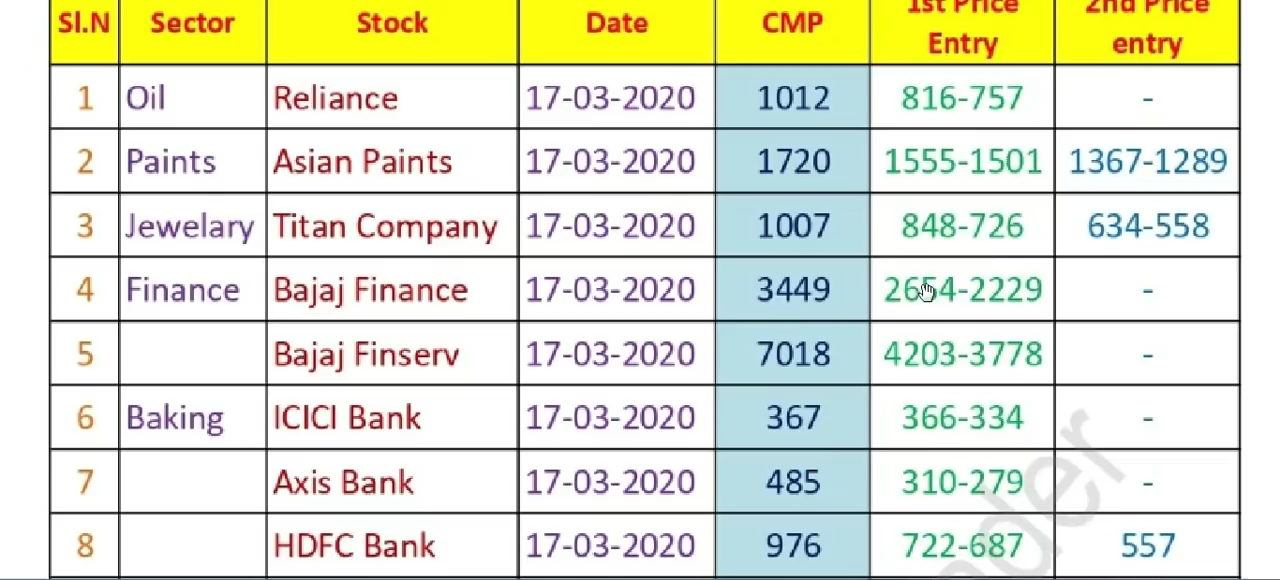 Sl.N Sector Stock Date CMP 1st Price Entry 2nd Price entry
1 Oil Reliance 17-03-2020 1012 816-757 -
2 Paints Asian Paints 17-03-2020 1720 1555-1501 1367-1289
3 Jewelary Titan Company 17-03-2020 1007 848-726 634-558
4 Finance Bajaj Finance 17-03-2020 3449 2654-2229 -
5 Bajaj Finserv 17-03-2020 7018 4203-3778 -
6 Baking ICICI Bank 17-03-2020 367 366-334 -
7 Axis Bank 17-03-2020 485 310-279 -
8 HDFC Bank 17-03-2020 976 722-687 557